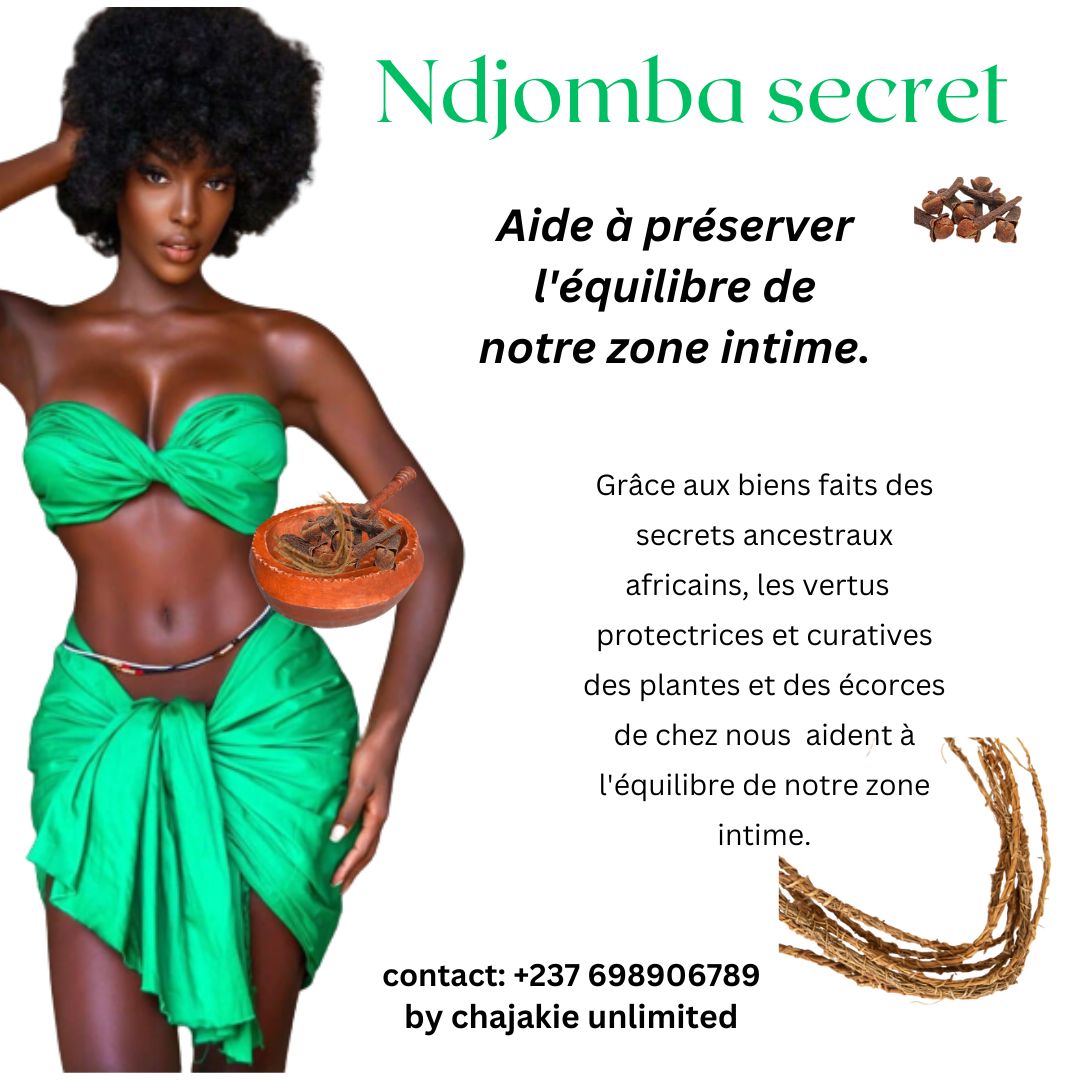 Ndjomba secret
Aide à préserver
l'équilibre de
notre zone intime.
Grâce aux biens faits des
secrets ancestraux
africains, les vertus
protectrices et curatives
des plantes et des écorces
de chez nous  aident à
l'équilibre de notre zone
intime.
contact: +237 698906789
by chajakie unlimited